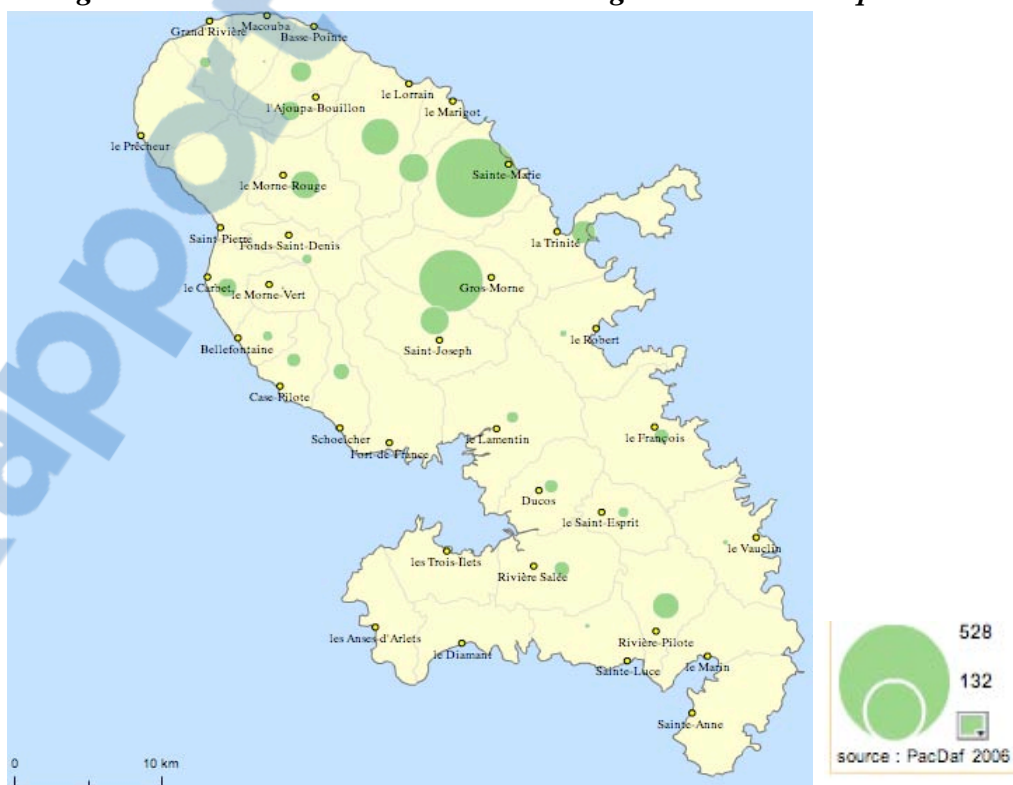 Grand'Rivière
Macouba
Basse-Pointe
le Lorrain
l'Ajoupa-Bouillon
le Marigot
le Prêcheur
Sainte-Marie
le Morne-Rouge
Saint-Pierre
Fonds-Saint-Denis
la Trinité
le Carbet
le Morne-Vert
Gros-Morne
Bellefontaine
Saint-Joseph
le Robert
Case-Pilote
Schoelcher
Fort-de-France
le Lamentin
le François
Ducos
le Saint-Esprit
le Vauclin
les Trois-Ilets
Rivière Salée
les Anses-d'Arlets
le Diamant
Rivière-Pilote
Sainte-Luce
le Marin
Sainte-Anne
0 10 km
528
132
source : PacDaf 2006